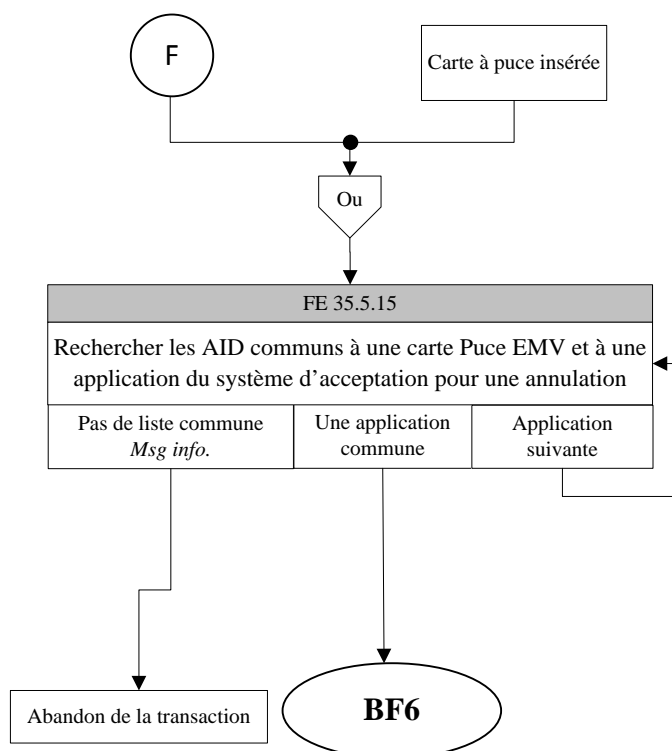 F
Carte à puce insérée
Ou
FE 35.5.15
Rechercher les AID communs à une carte Puce EMV et à une
application du système d’acceptation pour une annulation
Pas de liste commune
Msg info.
Une application
commune
Application
suivante
Abandon de la transaction
BF6